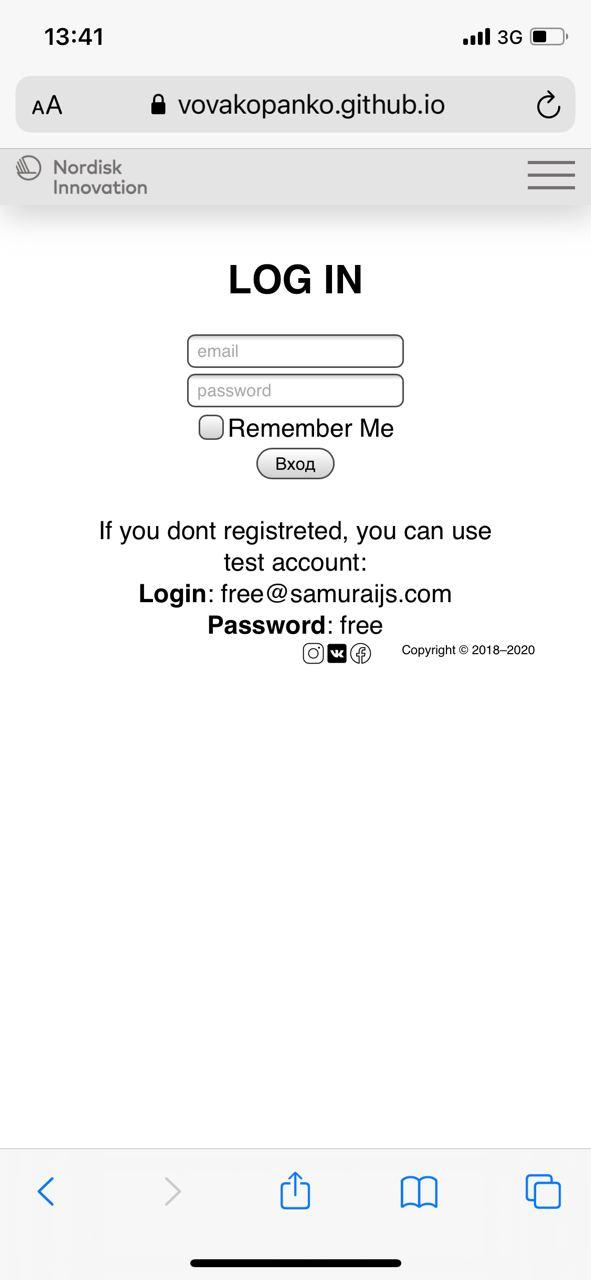 13:41
3G
AA
vovakopanko.github.io
Nordisk
Innovation
LOG IN
email
password
Remember Me
Вход
If you dont registreted, you can use
test account:
Login: free@samuraijs.com
Password: free
Copyright © 2018–2020